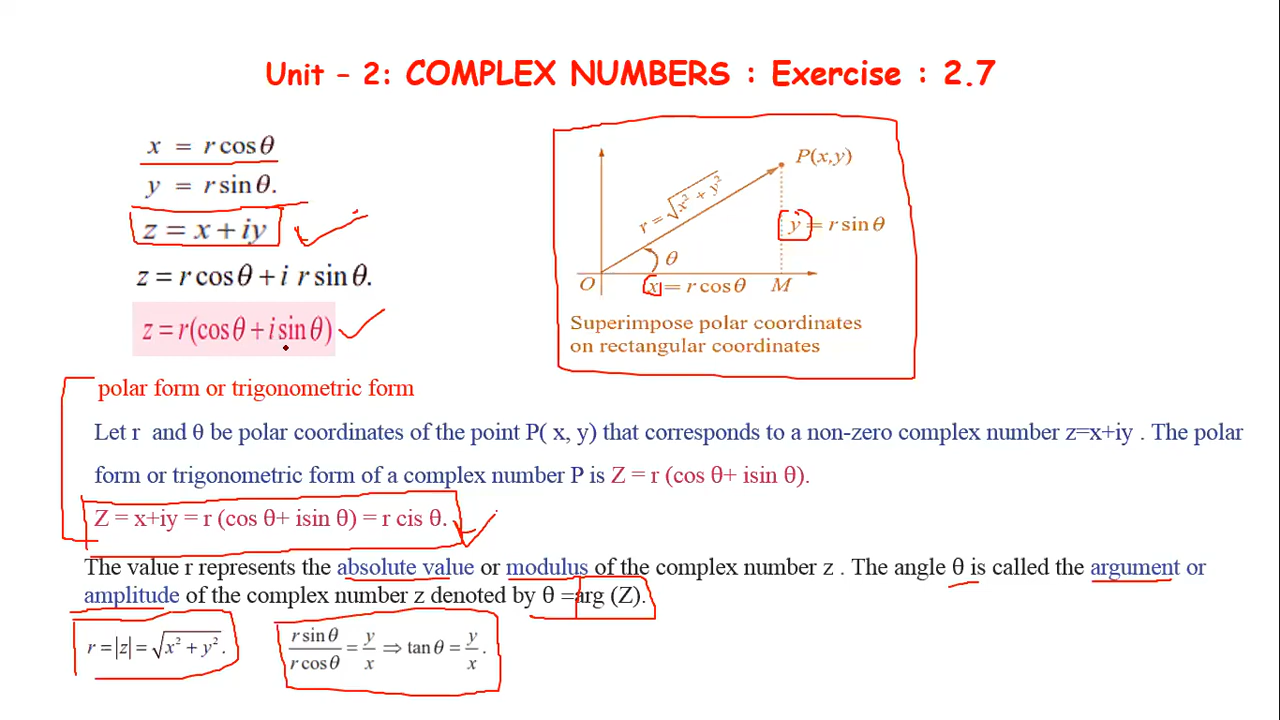 Unit – 2: COMPLEX NUMBERS : Exercise : 2.7
x = r cos θ
y = r sin θ.
z = x + iy
z = r cos θ + i r sin θ.
z = r(cos θ + i sin θ)
P(x,y)
r = √x² + y²
y = r sin θ
θ
O
x = r cos θ
M
Superimpose polar coordinates
on rectangular coordinates
polar form or trigonometric form
Let r and θ be polar coordinates of the point P( x, y) that corresponds to a non-zero complex number z=x+iy . The polar
form or trigonometric form of a complex number P is Z = r (cos θ+ isin θ).
Z = x+iy = r (cos θ+ isin θ) = r cis θ.
The value r represents the absolute value or modulus of the complex number z . The angle θ is called the argument or
amplitude of the complex number z denoted by θ =arg (Z).
r = |z| = √x² + y² .
r sin θ / r cos θ = y / x ⇒ tan θ = y / x .